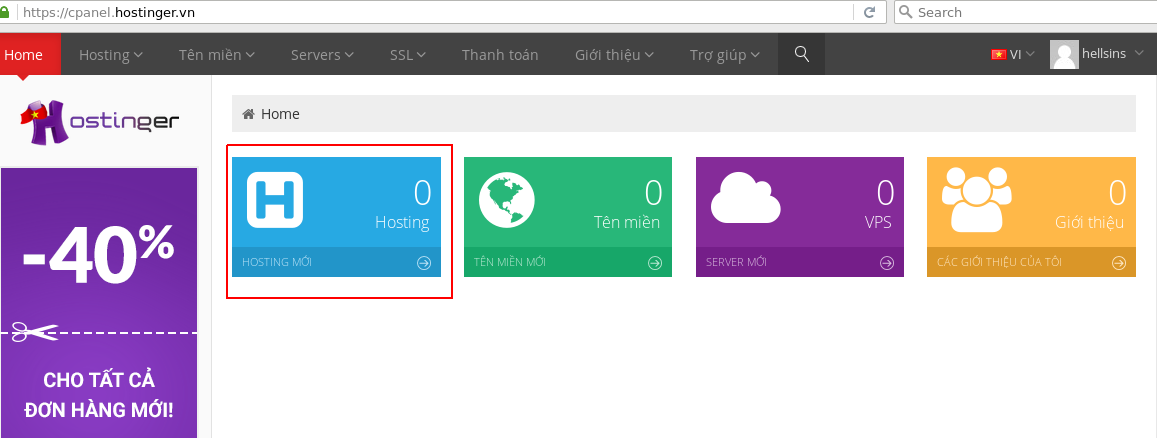 https://cpanel.hostinger.vn
Search
Home Hosting Tên miền Servers SSL Thanh toán Giới thiệu Trợ giúp VI hellsins
Hostinger
Home
-40%
CHO TẤT CẢ
ĐƠN HÀNG MỚI!
H
0
Hosting
HOSTING MỚI
0
Tên miền
TÊN MIỀN MỚI
0
VPS
SERVER MỚI
0
Giới thiệu
CÁC GIỚI THIỆU CỦA TÔI